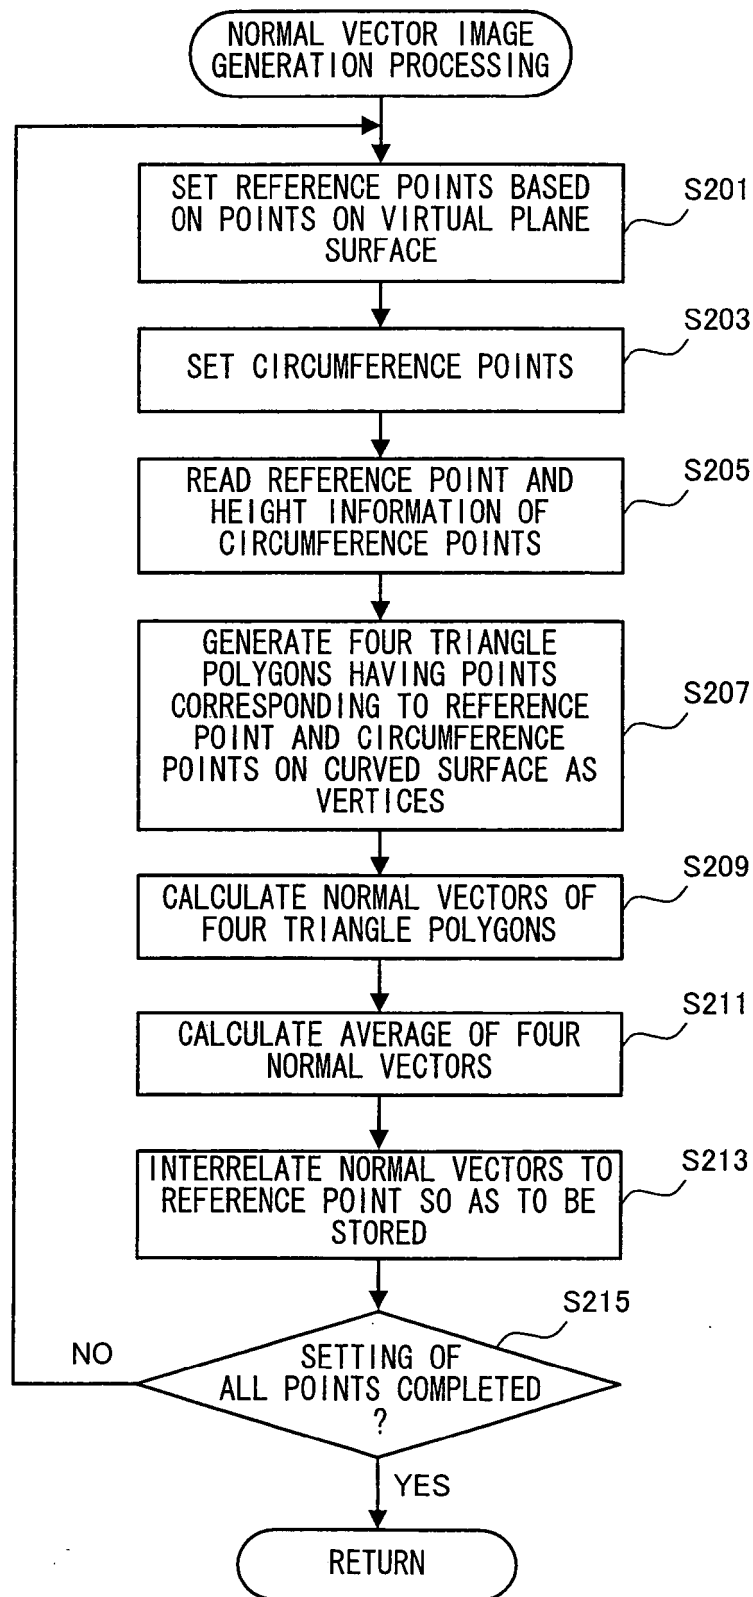 NORMAL VECTOR IMAGE
GENERATION PROCESSING
SET REFERENCE POINTS BASED
ON POINTS ON VIRTUAL PLANE
SURFACE
S201
SET CIRCUMFERENCE POINTS
S203
READ REFERENCE POINT AND
HEIGHT INFORMATION OF
CIRCUMFERENCE POINTS
S205
GENERATE FOUR TRIANGLE
POLYGONS HAVING POINTS
CORRESPONDING TO REFERENCE
POINT AND CIRCUMFERENCE
POINTS ON CURVED SURFACE AS
VERTICES
S207
CALCULATE NORMAL VECTORS OF
FOUR TRIANGLE POLYGONS
S209
CALCULATE AVERAGE OF FOUR
NORMAL VECTORS
S211
INTERRELATE NORMAL VECTORS TO
REFERENCE POINT SO AS TO BE
STORED
S213
SETTING OF
ALL POINTS COMPLETED
?
S215
NO
YES
RETURN